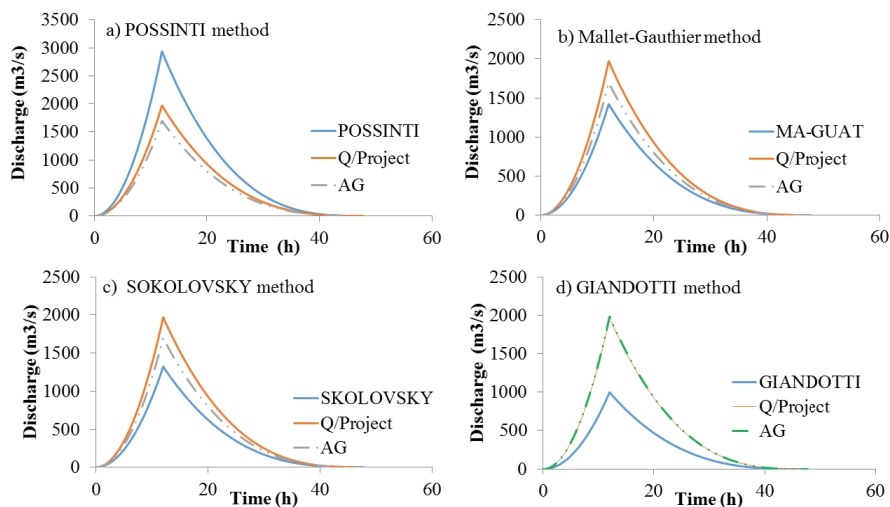 a) POSSINTI method
Discharge (m3/s)
3500
3000
2500
2000
1500
1000
500
0
0
20
40
60
Time (h)
POSSINTI
Q/Project
AG
b) Mallet-Gauthier method
Discharge (m3/s)
2500
2000
1500
1000
500
0
0
20
40
60
Time (h)
MA-GUAT
Q/Project
AG
c) SOKOLOVSKY method
Discharge (m3/s)
2500
2000
1500
1000
500
0
0
20
40
60
Time (h)
SKOLOVSKY
Q/Project
AG
d) GIANDOTTI method
Discharge (m3/s)
2500
2000
1500
1000
500
0
0
20
40
60
Time (h)
GIANDOTTI
Q/Project
AG